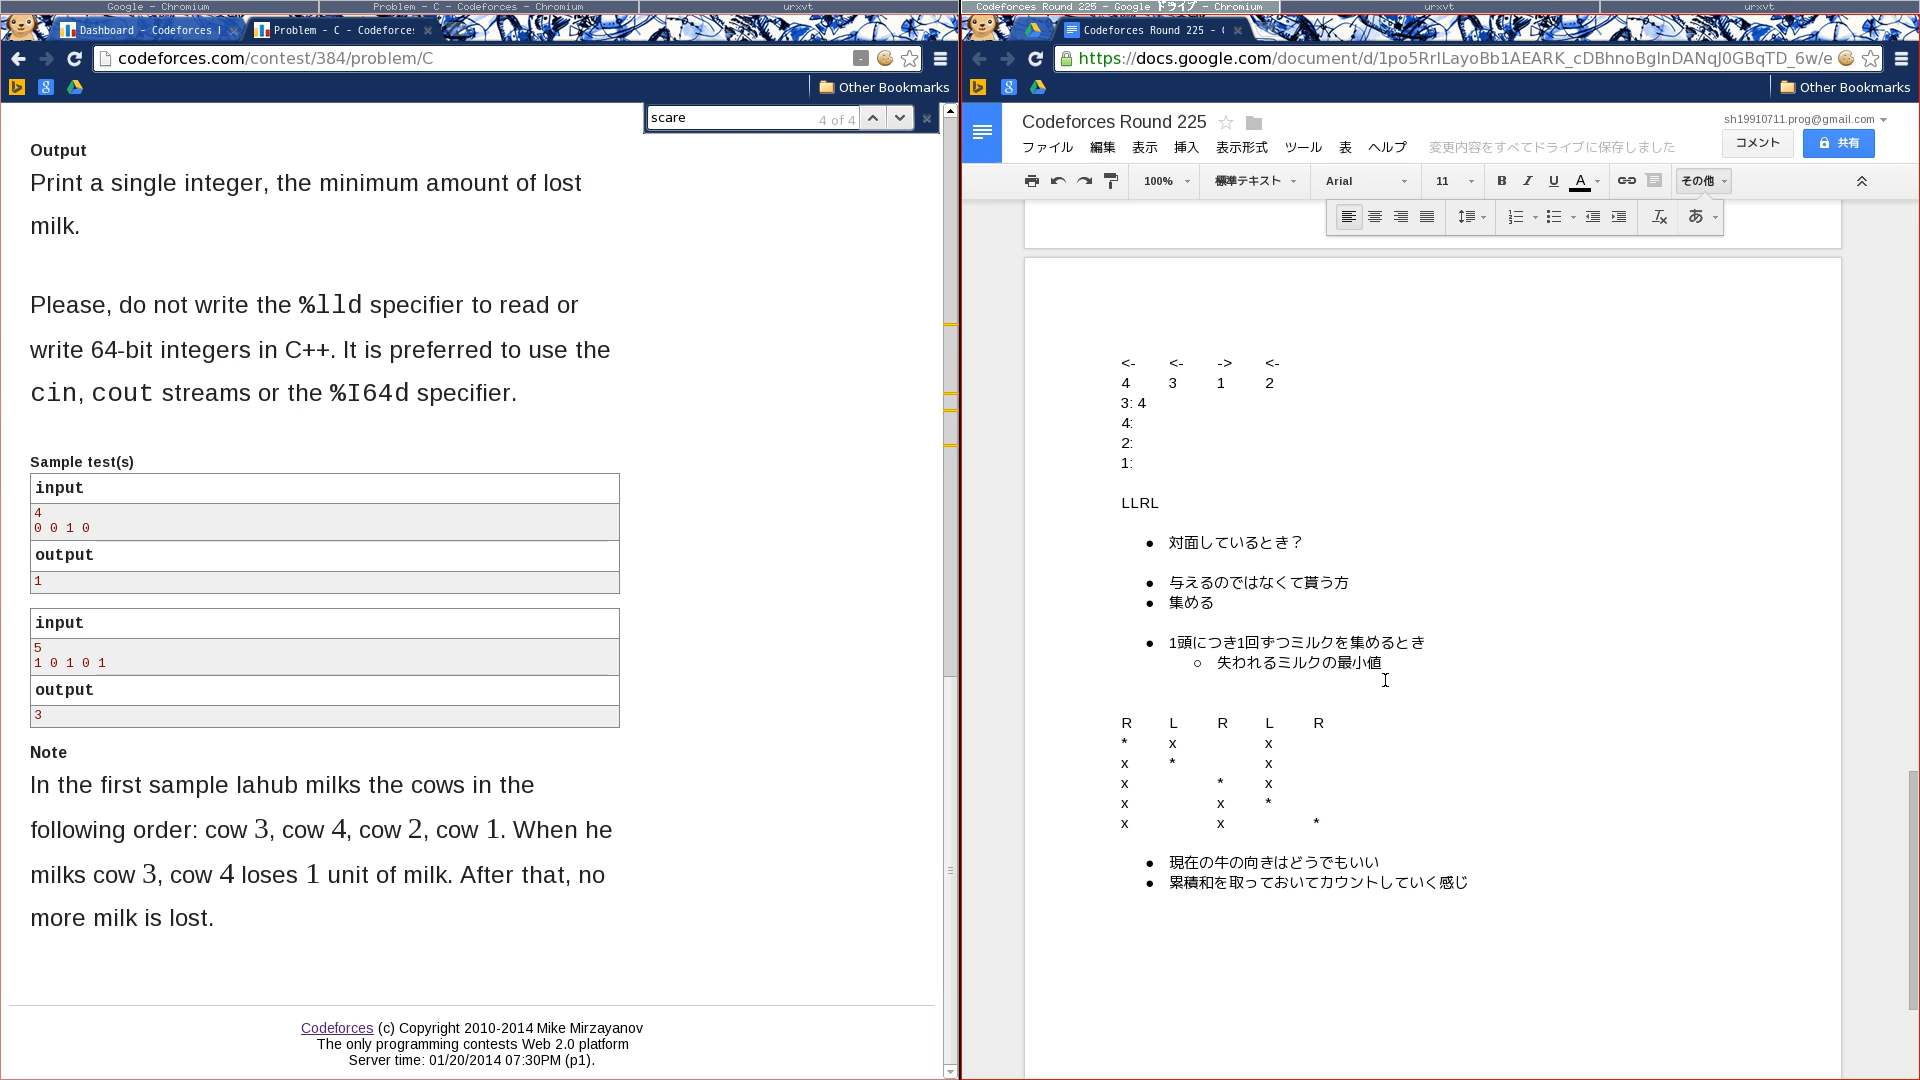 Google - Chromium
Problem - C - Codeforces - Chromium
urxvt
Codeforces Round 225 - Google ドライブ - Chromium
urxvt
urxvt
Dashboard - Codeforces
Problem - C - Codeforces
Codeforces Round 225 -
codeforces.com/contest/384/problem/C
https://docs.google.com/document/d/1po5RrlLayoBb1AEARK_cDBhnoBglnDANqJ0GBqTD_6w/e
Other Bookmarks
Other Bookmarks
scare
4 of 4
Output
Print a single integer, the minimum amount of lost
milk.
Please, do not write the %lld specifier to read or
write 64-bit integers in C++. It is preferred to use the
cin, cout streams or the %I64d specifier.
Sample test(s)
input
4
0 0 1 0
output
1
input
5
1 0 1 0 1
output
3
Note
In the first sample Iahub milks the cows in the
following order: cow 3, cow 4, cow 2, cow 1. When he
milks cow 3, cow 4 loses 1 unit of milk. After that, no
more milk is lost.
Codeforces (c) Copyright 2010-2014 Mike Mirzayanov
The only programming contests Web 2.0 platform
Server time: 01/20/2014 07:30PM (p1).
Codeforces Round 225
sh19910711.prog@gmail.com
ファイル 編集 表示 挿入 表示形式 ツール 表 ヘルプ 変更内容をすべてドライブに保存しました
コメント
共有
100% 標準テキスト Arial 11 B I U A その他
あ
<- <- -> <-
4 3 1 2
3: 4
4:
2:
1:
LLRL
● 対面しているとき？
● 与えるのではなくて貰う方
● 集める
● 1頭につき1回ずつミルクを集めるとき
○ 失われるミルクの最小値
R L R L R
* x x
x * x
x * x
x x *
x x *
● 現在の牛の向きはどうでもいい
● 累積和を取っておいてカウントしていく感じ